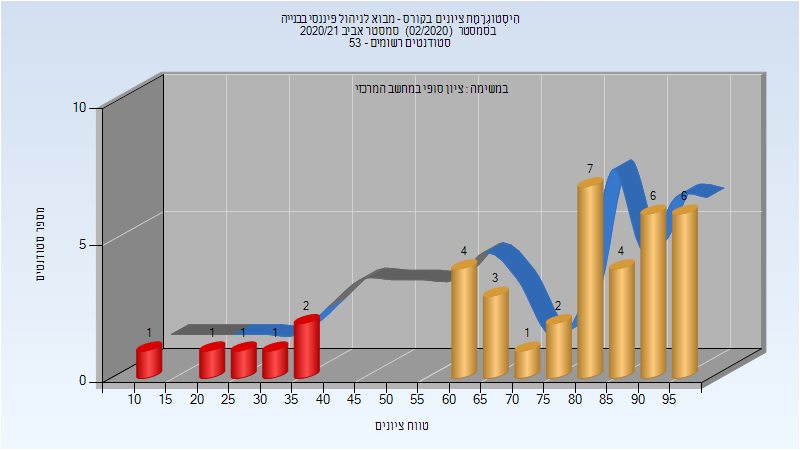 היסטוגרמת ציונים בקורס - מבוא לניהול פיננסי בבנייה
בסמסטר (02/2020) סמסטר אביב 2020/21
סטודנטים רשומים - 53
במשימה : ציון סופי במחשב המרכזי
10
5
0
מספר סטודנטים
1 1 1 1 2 4 3 1 2 7 4 6 6
10 15 20 25 30 35 40 45 50 55 60 65 70 75 80 85 90 95
טווח ציונים